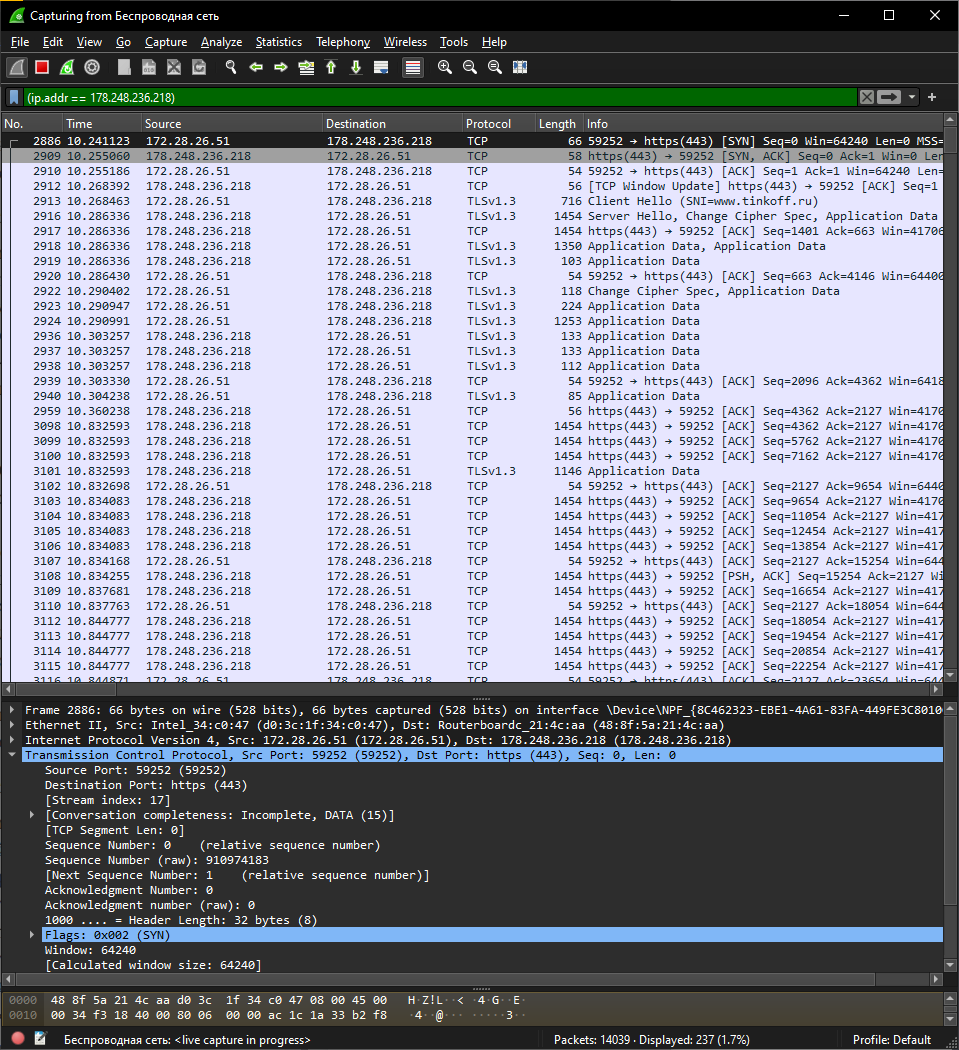 Capturing from Беспроводная сеть
File Edit View Go Capture Analyze Statistics Telephony Wireless Tools Help
(ip.addr == 178.248.236.218)
No. Time Source Destination Protocol Length Info
2886 10.241123 172.28.26.51 178.248.236.218 TCP 66 59252 → https(443) [SYN] Seq=0 Win=64240 Len=0 MSS=
2909 10.255060 178.248.236.218 172.28.26.51 TCP 58 https(443) → 59252 [SYN, ACK] Seq=0 Ack=1 Win=0 Len
2910 10.255186 172.28.26.51 178.248.236.218 TCP 54 59252 → https(443) [ACK] Seq=1 Ack=1 Win=64240 Len=
2912 10.268392 178.248.236.218 172.28.26.51 TCP 56 [TCP Window Update] https(443) → 59252 [ACK] Seq=1
2913 10.268463 172.28.26.51 178.248.236.218 TLSv1.3 716 Client Hello (SNI=www.tinkoff.ru)
2916 10.286336 178.248.236.218 172.28.26.51 TLSv1.3 1454 Server Hello, Change Cipher Spec, Application Data
2917 10.286336 178.248.236.218 172.28.26.51 TCP 1454 https(443) → 59252 [ACK] Seq=1401 Ack=663 Win=41706
2918 10.286336 178.248.236.218 172.28.26.51 TLSv1.3 1350 Application Data, Application Data
2919 10.286336 178.248.236.218 172.28.26.51 TLSv1.3 103 Application Data
2920 10.286430 172.28.26.51 178.248.236.218 TCP 54 59252 → https(443) [ACK] Seq=663 Ack=4146 Win=64400
2922 10.290402 172.28.26.51 178.248.236.218 TLSv1.3 118 Change Cipher Spec, Application Data
2923 10.290947 172.28.26.51 178.248.236.218 TLSv1.3 224 Application Data
2924 10.290991 172.28.26.51 178.248.236.218 TLSv1.3 1253 Application Data
2936 10.303257 178.248.236.218 172.28.26.51 TLSv1.3 133 Application Data
2937 10.303257 178.248.236.218 172.28.26.51 TLSv1.3 133 Application Data
2938 10.303257 178.248.236.218 172.28.26.51 TLSv1.3 112 Application Data
2939 10.303330 172.28.26.51 178.248.236.218 TCP 54 59252 → https(443) [ACK] Seq=2096 Ack=4362 Win=6418
2940 10.304238 172.28.26.51 178.248.236.218 TLSv1.3 85 Application Data
2959 10.360238 178.248.236.218 172.28.26.51 TCP 56 https(443) → 59252 [ACK] Seq=4362 Ack=2127 Win=4170
3098 10.832593 178.248.236.218 172.28.26.51 TCP 1454 https(443) → 59252 [ACK] Seq=4362 Ack=2127 Win=4170
3099 10.832593 178.248.236.218 172.28.26.51 TCP 1454 https(443) → 59252 [ACK] Seq=5762 Ack=2127 Win=4170
3100 10.832593 178.248.236.218 172.28.26.51 TCP 1454 https(443) → 59252 [ACK] Seq=7162 Ack=2127 Win=4170
3101 10.832593 178.248.236.218 172.28.26.51 TLSv1.3 1146 Application Data
3102 10.832698 172.28.26.51 178.248.236.218 TCP 54 59252 → https(443) [ACK] Seq=2127 Ack=9654 Win=6440
3103 10.834083 178.248.236.218 172.28.26.51 TCP 1454 https(443) → 59252 [ACK] Seq=9654 Ack=2127 Win=4170
3104 10.834083 178.248.236.218 172.28.26.51 TCP 1454 https(443) → 59252 [ACK] Seq=11054 Ack=2127 Win=417
3105 10.834083 178.248.236.218 172.28.26.51 TCP 1454 https(443) → 59252 [ACK] Seq=12454 Ack=2127 Win=417
3106 10.834083 178.248.236.218 172.28.26.51 TCP 1454 https(443) → 59252 [ACK] Seq=13854 Ack=2127 Win=417
3107 10.834168 172.28.26.51 178.248.236.218 TCP 54 59252 → https(443) [ACK] Seq=2127 Ack=15254 Win=644
3108 10.834255 178.248.236.218 172.28.26.51 TCP 1454 https(443) → 59252 [PSH, ACK] Seq=15254 Ack=2127 Wi
3109 10.837681 178.248.236.218 172.28.26.51 TCP 1454 https(443) → 59252 [ACK] Seq=16654 Ack=2127 Win=417
3110 10.837763 172.28.26.51 178.248.236.218 TCP 54 59252 → https(443) [ACK] Seq=2127 Ack=18054 Win=644
3112 10.844777 178.248.236.218 172.28.26.51 TCP 1454 https(443) → 59252 [ACK] Seq=18054 Ack=2127 Win=417
3113 10.844777 178.248.236.218 172.28.26.51 TCP 1454 https(443) → 59252 [ACK] Seq=19454 Ack=2127 Win=417
3114 10.844777 178.248.236.218 172.28.26.51 TCP 1454 https(443) → 59252 [ACK] Seq=20854 Ack=2127 Win=417
3115 10.844777 178.248.236.218 172.28.26.51 TCP 1454 https(443) → 59252 [ACK] Seq=22254 Ack=2127 Win=417
3116 10.844871 172.28.26.51 178.248.236.218 TCP 54 59252 → https(443) [ACK] Seq=2127 Ack=23654 Win=644
Frame 2886: 66 bytes on wire (528 bits), 66 bytes captured (528 bits) on interface \Device\NPF_{8C462323-EBE1-4A61-83FA-449FE3C80100
Ethernet II, Src: Intel_34:c0:47 (d0:3c:1f:34:c0:47), Dst: Routerboardc_21:4c:aa (48:8f:5a:21:4c:aa)
Internet Protocol Version 4, Src: 172.28.26.51 (172.28.26.51), Dst: 178.248.236.218 (178.248.236.218)
Transmission Control Protocol, Src Port: 59252 (59252), Dst Port: https (443), Seq: 0, Len: 0
Source Port: 59252 (59252)
Destination Port: https (443)
[Stream index: 17]
[Conversation completeness: Incomplete, DATA (15)]
[TCP Segment Len: 0]
Sequence Number: 0 (relative sequence number)
Sequence Number (raw): 910974183
[Next Sequence Number: 1 (relative sequence number)]
Acknowledgment Number: 0
Acknowledgment number (raw): 0
1000 .... = Header Length: 32 bytes (8)
Flags: 0x002 (SYN)
Window: 64240
[Calculated window size: 64240]
0000 48 8f 5a 21 4c aa d0 3c 1f 34 c0 47 08 00 45 00 H·Z!L··< ·4·G··E·
0010 00 34 f3 18 40 00 80 06 00 00 ac 1c 1a 33 b2 f8 ·4··@··· ·····3··
Беспроводная сеть: <live capture in progress> Packets: 14039 · Displayed: 237 (1.7%) Profile: Default